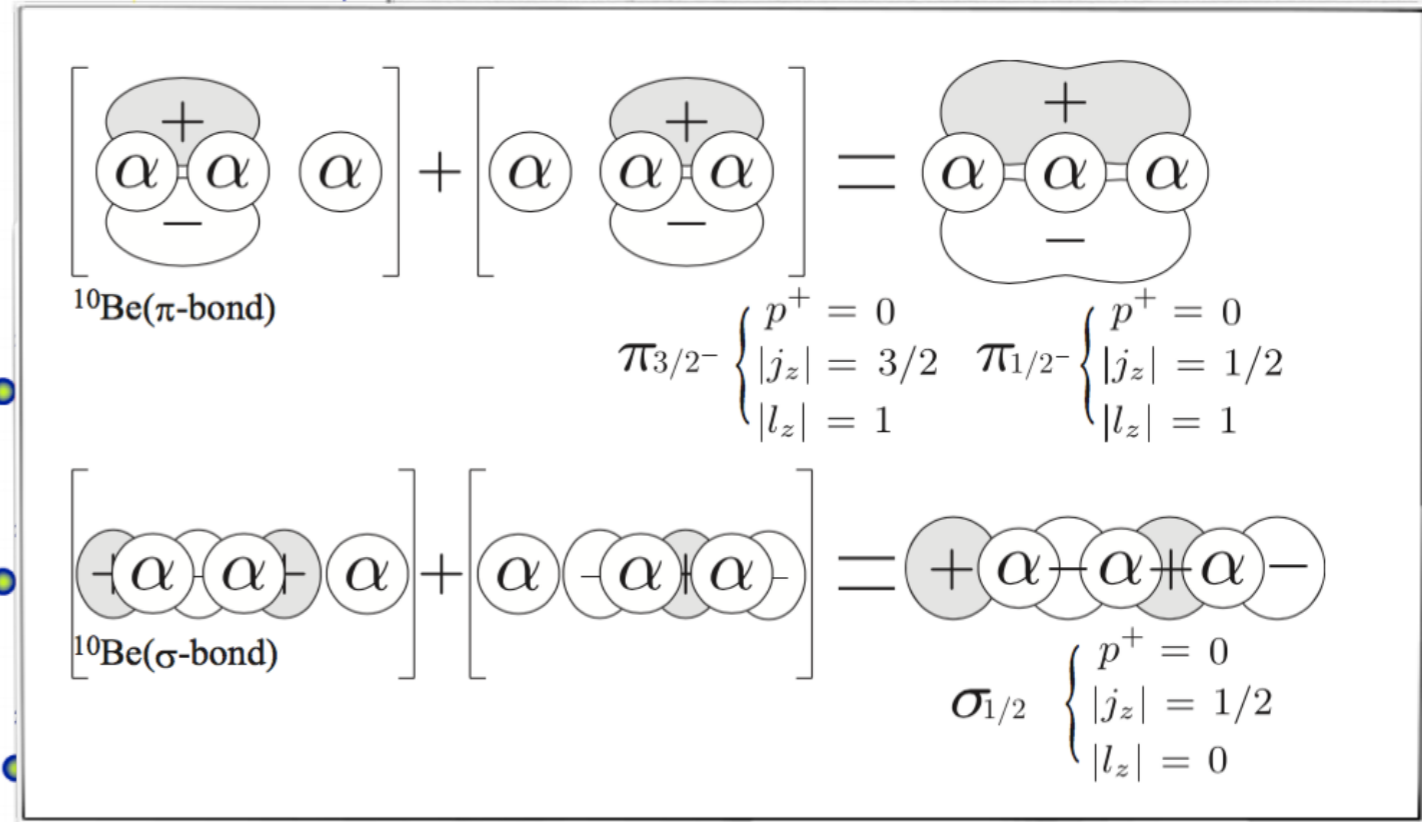 [ + α α − α ] + [ α + α α − ] = + α α α −
¹⁰Be(π-bond)
π3/2⁻ { p⁺ = 0 |jz| = 3/2 |lz| = 1
π1/2⁻ { p⁺ = 0 |jz| = 1/2 |lz| = 1
[ + α − α + α ] + [ α − α + α − ] = + α − α + α −
¹⁰Be(σ-bond)
σ1/2 { p⁺ = 0 |jz| = 1/2 |lz| = 0